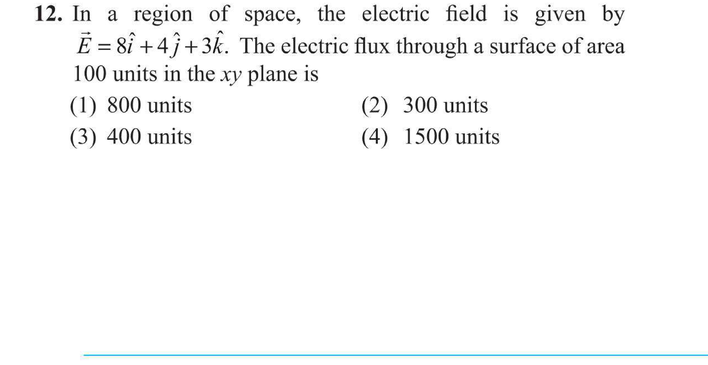 12. In a region of space, the electric field is given by
$\vec{E} = 8\hat{i} + 4\hat{j} + 3\hat{k}$. The electric flux through a surface of area
100 units in the xy plane is
(1) 800 units (2) 300 units
(3) 400 units (4) 1500 units